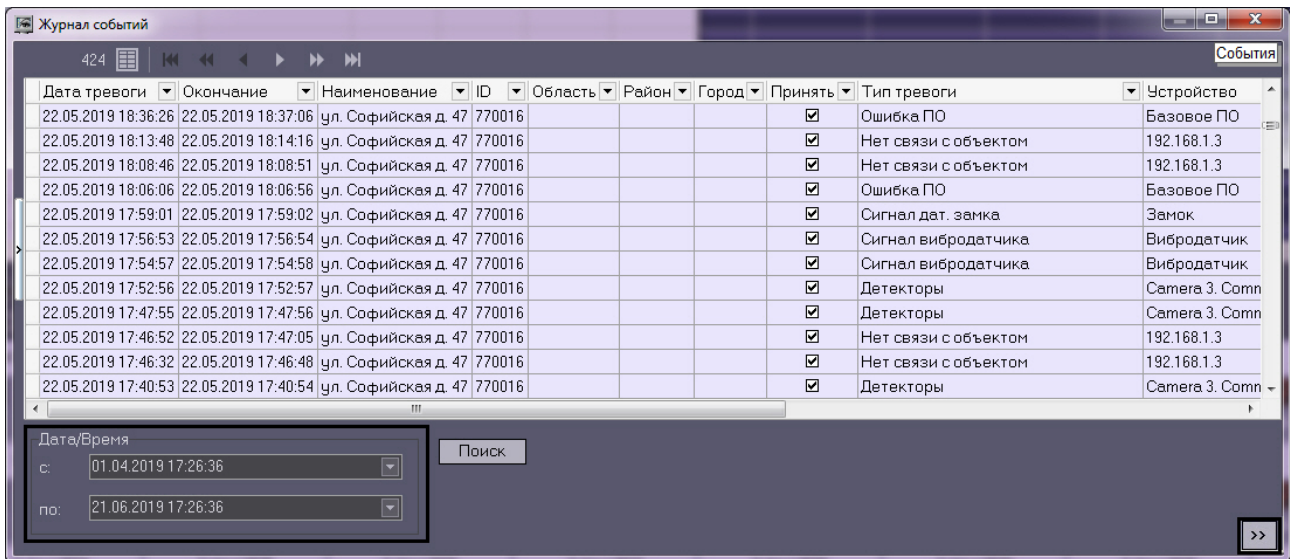 Журнал событий
424
События
Дата тревоги Окончание Наименование ID Область Район Город Принять Тип тревоги Устройство
22.05.2019 18:36:26 22.05.2019 18:37:06 ул. Софийская д. 47 770016 Ошибка ПО Базовое ПО
22.05.2019 18:13:48 22.05.2019 18:14:16 ул. Софийская д. 47 770016 Нет связи с объектом 192.168.1.3
22.05.2019 18:08:46 22.05.2019 18:08:51 ул. Софийская д. 47 770016 Нет связи с объектом 192.168.1.3
22.05.2019 18:06:06 22.05.2019 18:06:56 ул. Софийская д. 47 770016 Ошибка ПО Базовое ПО
22.05.2019 17:59:01 22.05.2019 17:59:02 ул. Софийская д. 47 770016 Сигнал дат. замка Замок
22.05.2019 17:56:53 22.05.2019 17:56:54 ул. Софийская д. 47 770016 Сигнал вибродатчика Вибродатчик
22.05.2019 17:54:57 22.05.2019 17:54:58 ул. Софийская д. 47 770016 Сигнал вибродатчика Вибродатчик
22.05.2019 17:52:56 22.05.2019 17:52:57 ул. Софийская д. 47 770016 Детекторы Camera 3. Comn
22.05.2019 17:47:55 22.05.2019 17:47:56 ул. Софийская д. 47 770016 Детекторы Camera 3. Comn
22.05.2019 17:46:52 22.05.2019 17:47:05 ул. Софийская д. 47 770016 Нет связи с объектом 192.168.1.3
22.05.2019 17:46:32 22.05.2019 17:46:48 ул. Софийская д. 47 770016 Нет связи с объектом 192.168.1.3
22.05.2019 17:40:53 22.05.2019 17:40:54 ул. Софийская д. 47 770016 Детекторы Camera 3. Comn
Дата/Время
Поиск
с: 01.04.2019 17:26:36
по: 21.06.2019 17:26:36
>>